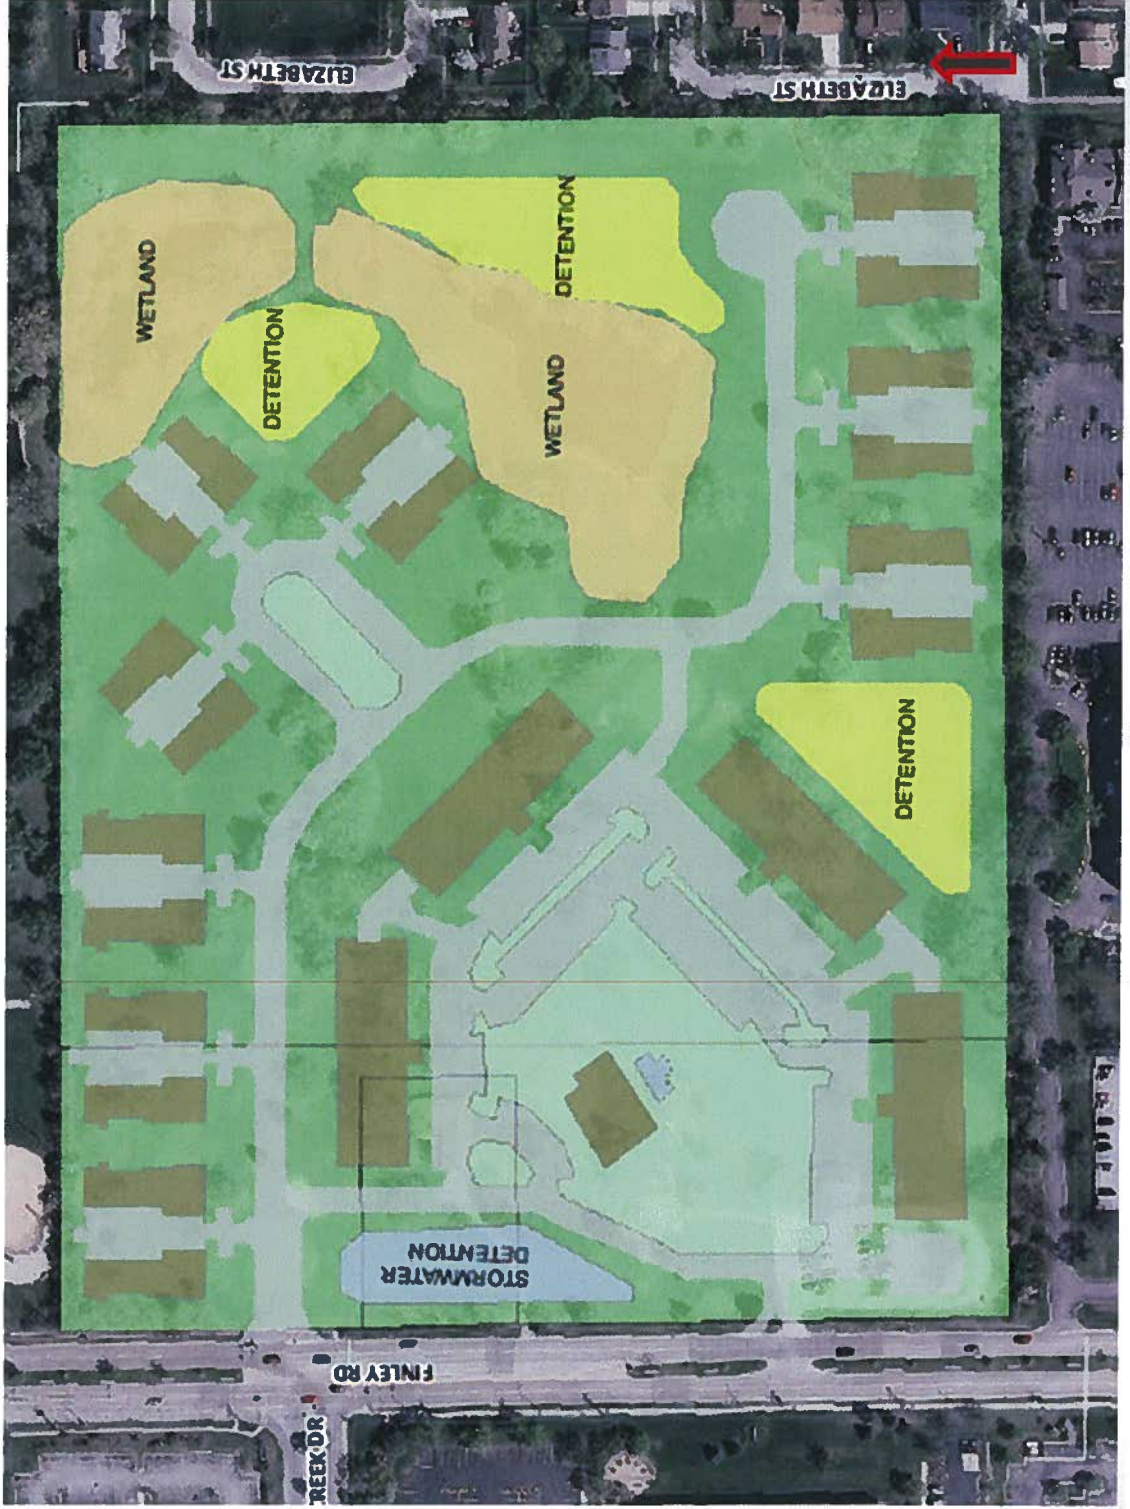 ELIZABETH ST
ELIZABETH ST
WETLAND
DETENTION
DETENTION
WETLAND
DETENTION
STORMWATER
DETENTION
FINLEY RD
CREEK DR